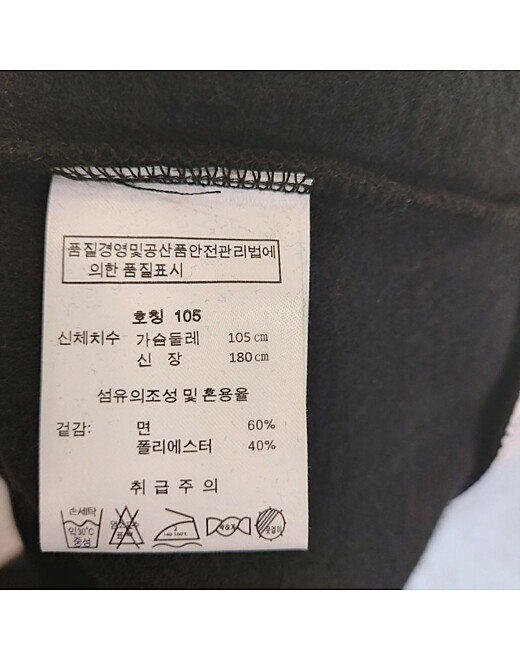 품질경영및공산품안전관리법에
의한 품질표시
호칭 105
신체치수 가슴둘레 105㎝
신 장 180㎝
섬유의조성 및 혼용율
겉감: 면 60%
폴리에스터 40%
취 급 주 의
손세탁
약30℃
중성
옷걸이